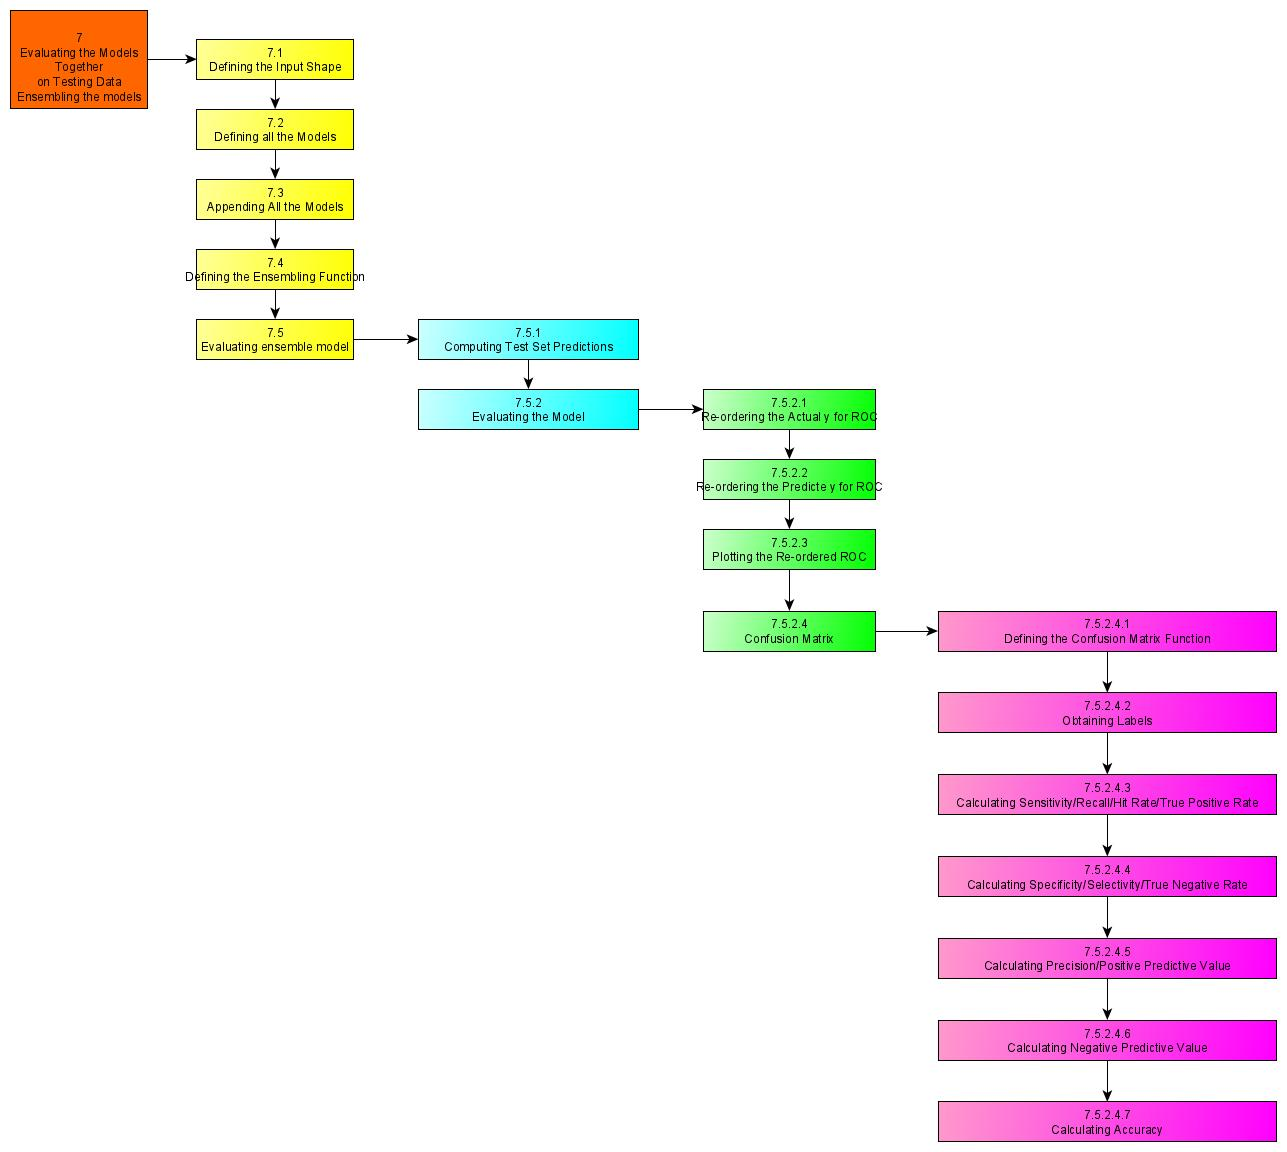 7
Evaluating the Models
Together
on Testing Data
Ensembling the models
7.1
Defining the Input Shape
7.2
Defining all the Models
7.3
Appending All the Models
7.4
Defining the Ensembling Function
7.5
Evaluating ensemble model
7.5.1
Computing Test Set Predictions
7.5.2
Evaluating the Model
7.5.2.1
Re-ordering the Actual y for ROC
7.5.2.2
Re-ordering the Predicte y for ROC
7.5.2.3
Plotting the Re-ordered ROC
7.5.2.4
Confusion Matrix
7.5.2.4.1
Defining the Confusion Matrix Function
7.5.2.4.2
Obtaining Labels
7.5.2.4.3
Calculating Sensitivity/Recall/Hit Rate/True Positive Rate
7.5.2.4.4
Calculating Specificity/Selectivity/True Negative Rate
7.5.2.4.5
Calculating Precision/Positive Predictive Value
7.5.2.4.6
Calculating Negative Predictive Value
7.5.2.4.7
Calculating Accuracy